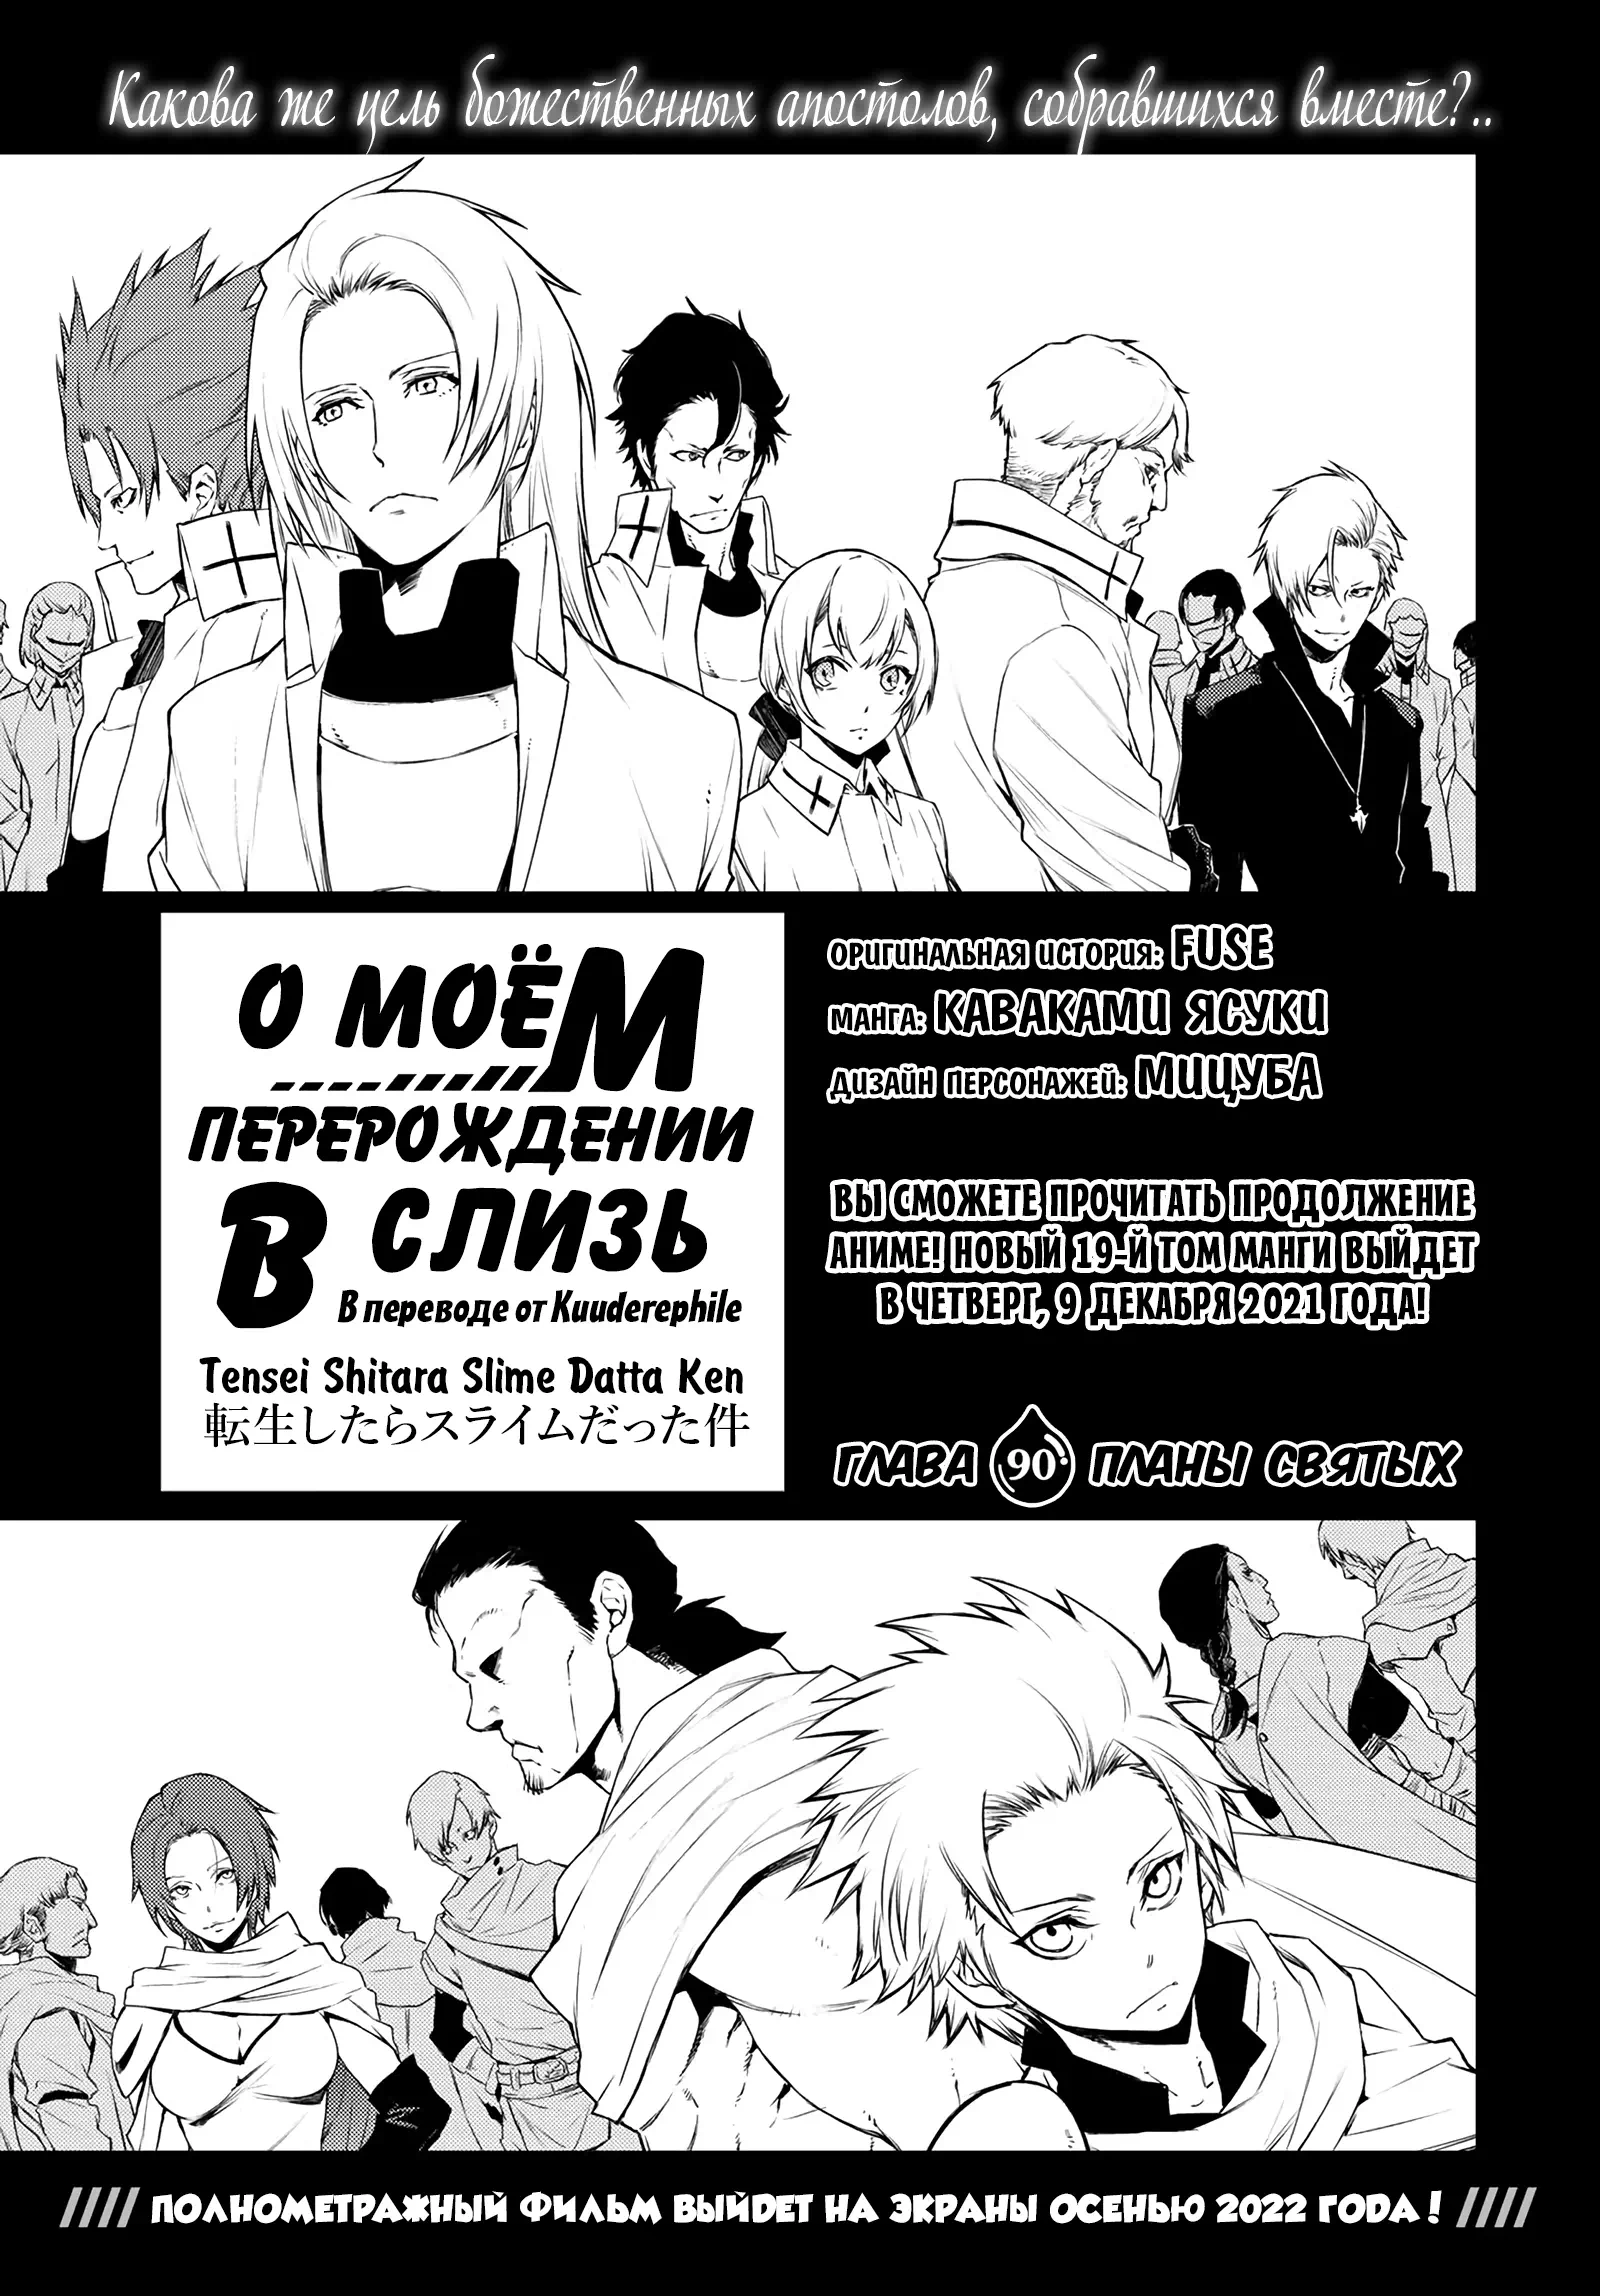 Какова же цель божественных апостолов, собравшихся вместе?..
О МОЁМ
ПЕРЕРОЖДЕНИИ
В СЛИЗЬ
В переводе от Kuuderephile
Tensei Shitara Slime Datta Ken
転生したらスライムだった件
ОРИГИНАЛЬНАЯ ИСТОРИЯ: FUSE
МАНГА: КАВАКАМИ ЯСУКИ
ДИЗАЙН ПЕРСОНАЖЕЙ: МИЦУБА
ВЫ СМОЖЕТЕ ПРОЧИТАТЬ ПРОДОЛЖЕНИЕ
АНИМЕ! НОВЫЙ 19-Й ТОМ МАНГИ ВЫЙДЕТ
В ЧЕТВЕРГ, 9 ДЕКАБРЯ 2021 ГОДА!
ГЛАВА 90 ПЛАНЫ СВЯТЫХ
//// ПОЛНОМЕТРАЖНЫЙ ФИЛЬМ ВЫЙДЕТ НА ЭКРАНЫ ОСЕНЬЮ 2022 ГОДА! ////